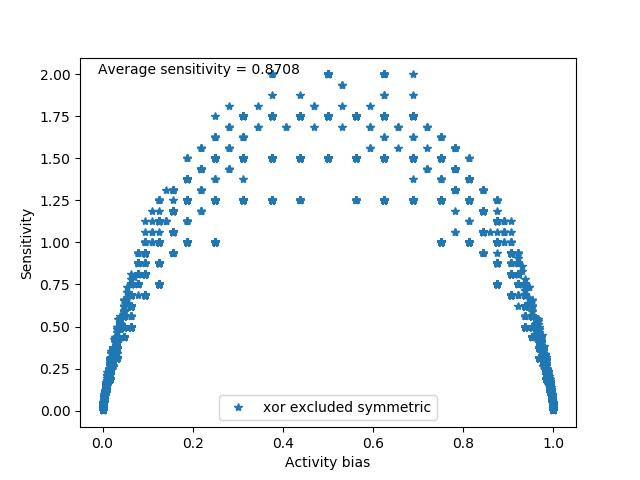 Average sensitivity = 0.8708
2.00
1.75
1.50
1.25
1.00
0.75
0.50
0.25
0.00
Sensitivity
xor excluded symmetric
0.0 0.2 0.4 0.6 0.8 1.0
Activity bias